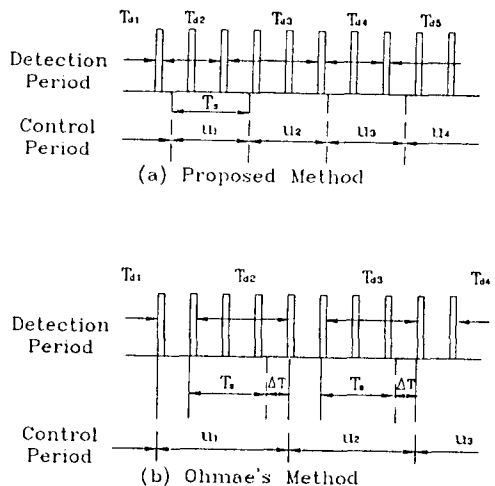 Td1 Td2 Td3 Td4 Td5
Detection
Period
Ts
Control
Period
u1 u2 u3 u4
(a) Proposed Method
Td1 Td2 Td3 Td4
Detection
Period
Ts ΔT Ts ΔT
Control
Period
u1 u2 u3
(b) Ohmae's Method